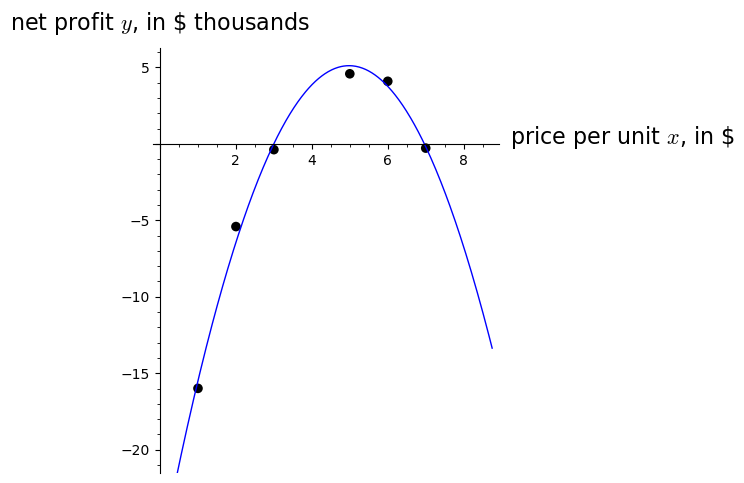 net profit y, in $ thousands
5
price per unit x, in $
2 4 6 8
−5
−10
−15
−20